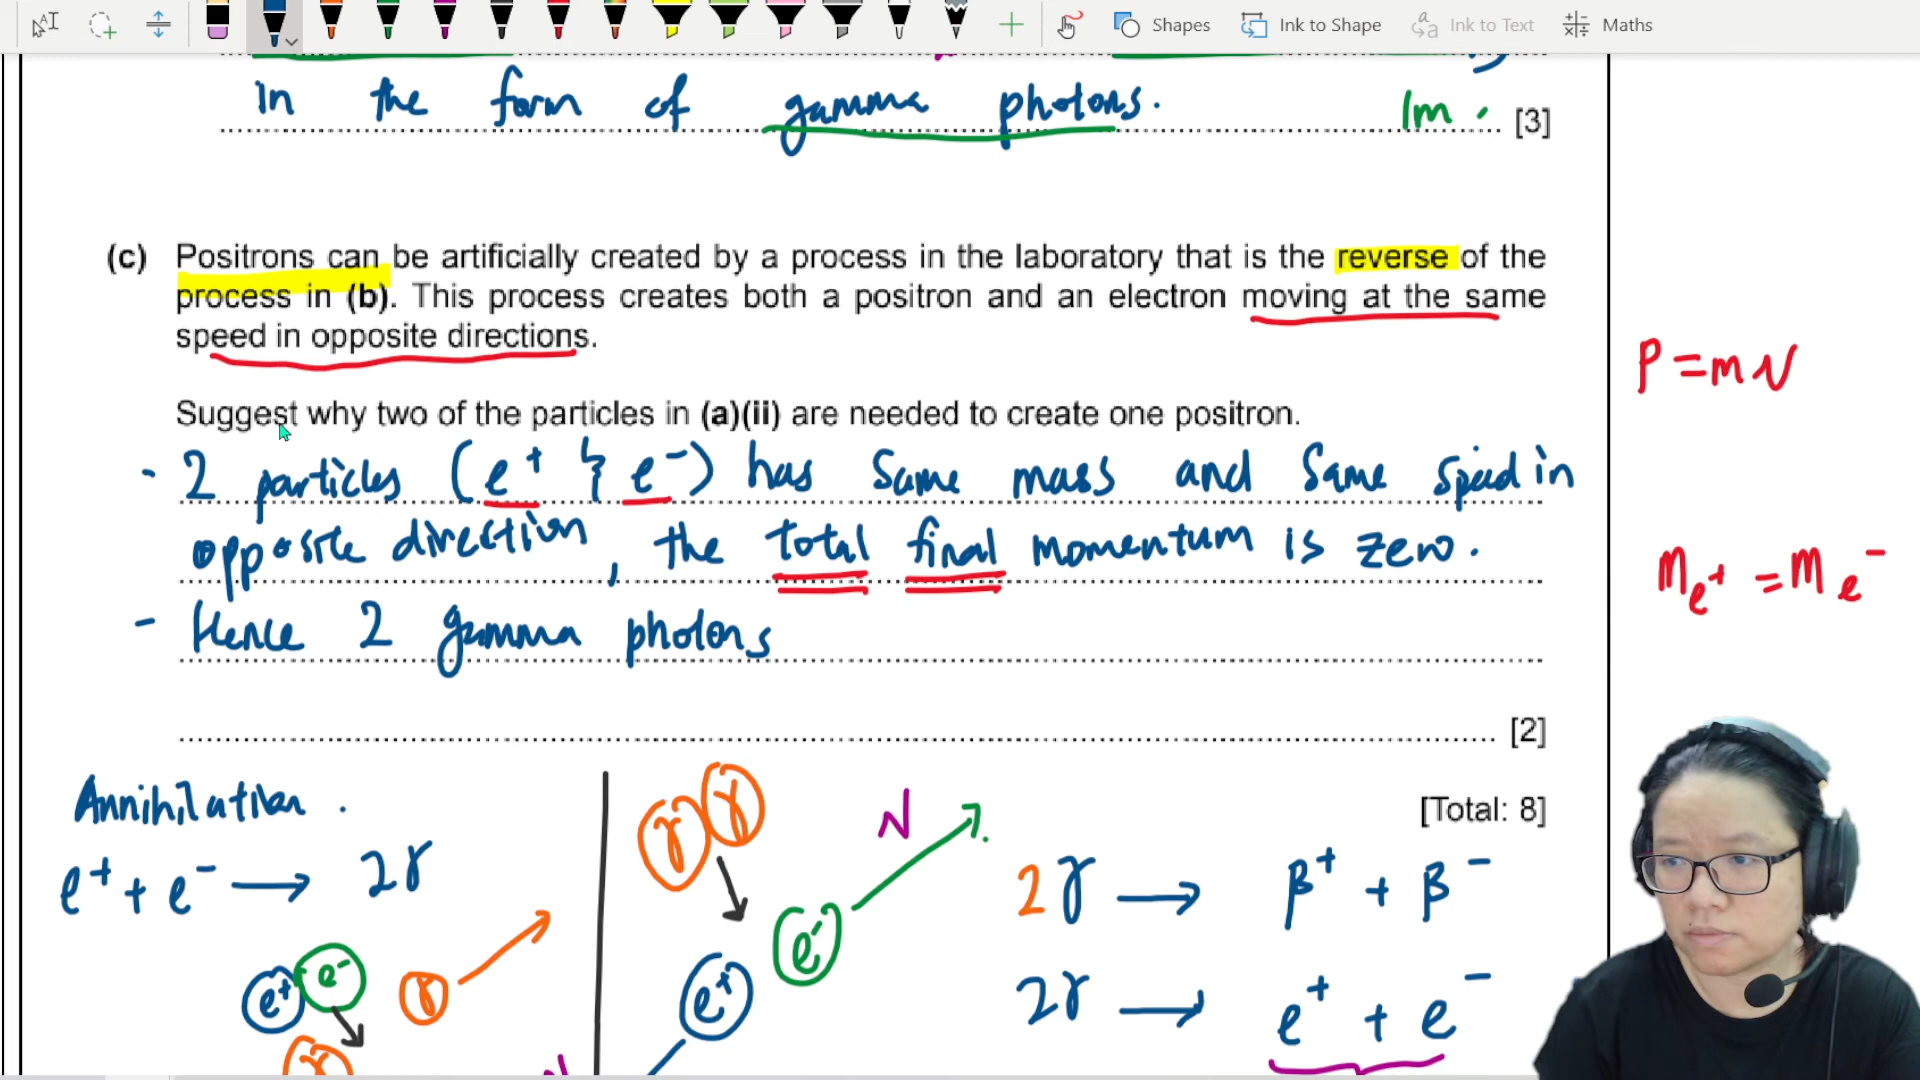 Shapes Ink to Shape Ink to Text Maths
in the form of gamma photons. 1m . [3]
(c) Positrons can be artificially created by a process in the laboratory that is the reverse of the
process in (b). This process creates both a positron and an electron moving at the same
speed in opposite directions.
P = mv
Suggest why two of the particles in (a)(ii) are needed to create one positron.
- 2 particles (e+ & e-) has same mass and same speed in
opposite direction, the total final momentum is zero.
me+ = me-
- Hence 2 gamma photons
[2]
Annihilation .
[Total: 8]
e+ + e- → 2γ
γ γ
v
2γ → β+ + β-
e+ e- γ
e+ e-
2γ → e+ + e-
γ